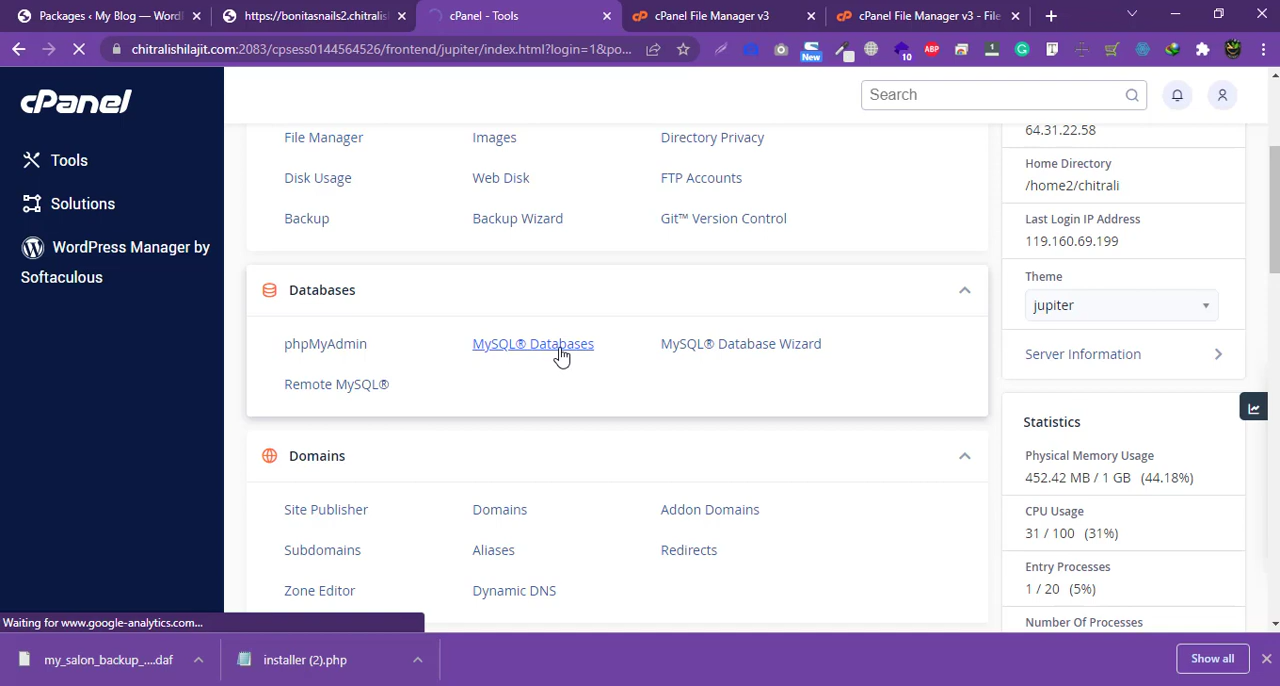 Packages ‹ My Blog — Word
https://bonitasnails2.chitralis
cPanel - Tools
cPanel File Manager v3
cPanel File Manager v3 - File
chitralishilajit.com:2083/cpsess0144564526/frontend/jupiter/index.html?login=1&po...
New
10
ABP
1
cPanel
Search
Tools
Solutions
WordPress Manager by
Softaculous
File Manager
Images
Directory Privacy
Disk Usage
Web Disk
FTP Accounts
Backup
Backup Wizard
Git™ Version Control
Databases
phpMyAdmin
MySQL® Databases
MySQL® Database Wizard
Remote MySQL®
Domains
Site Publisher
Domains
Addon Domains
Subdomains
Aliases
Redirects
Zone Editor
Dynamic DNS
64.31.22.58
Home Directory
/home2/chitrali
Last Login IP Address
119.160.69.199
Theme
jupiter
Server Information
Statistics
Physical Memory Usage
452.42 MB / 1 GB (44.18%)
CPU Usage
31 / 100 (31%)
Entry Processes
1 / 20 (5%)
Number Of Processes
Waiting for www.google-analytics.com...
my_salon_backup_....daf
installer (2).php
Show all